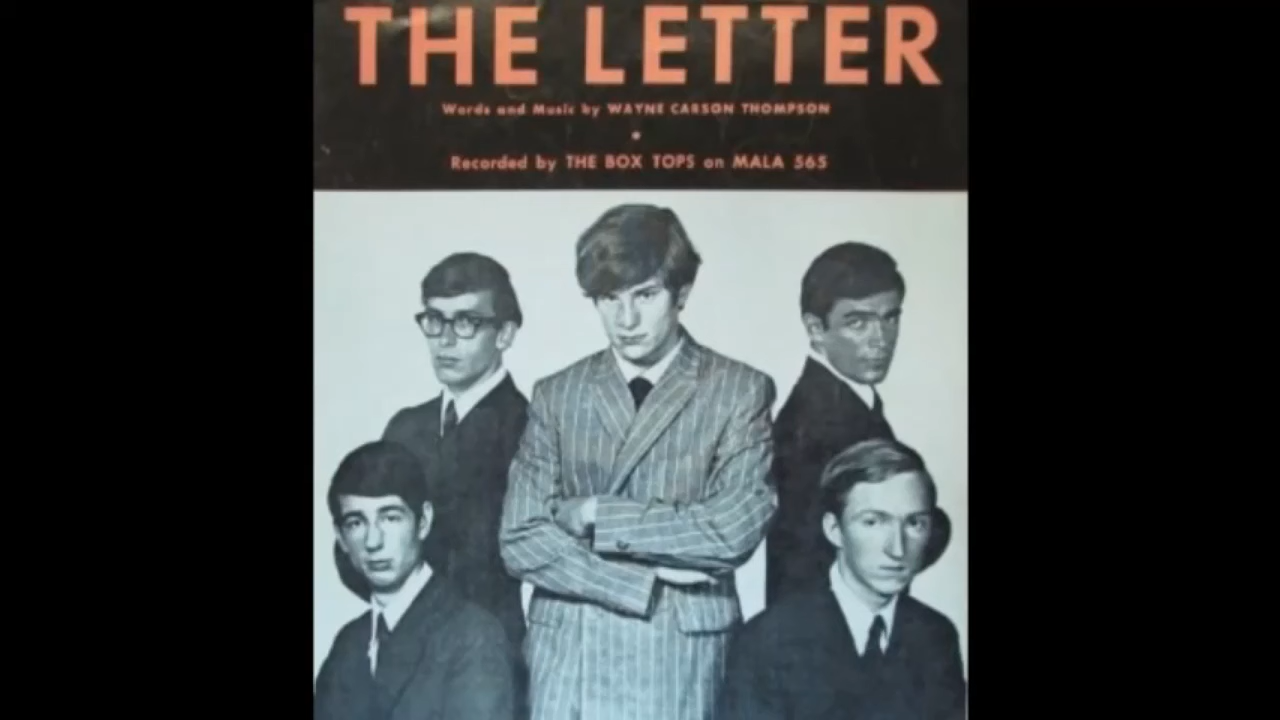 THE LETTER
Words and Music by WAYNE CARSON THOMPSON
Recorded by THE BOX TOPS on MALA 565